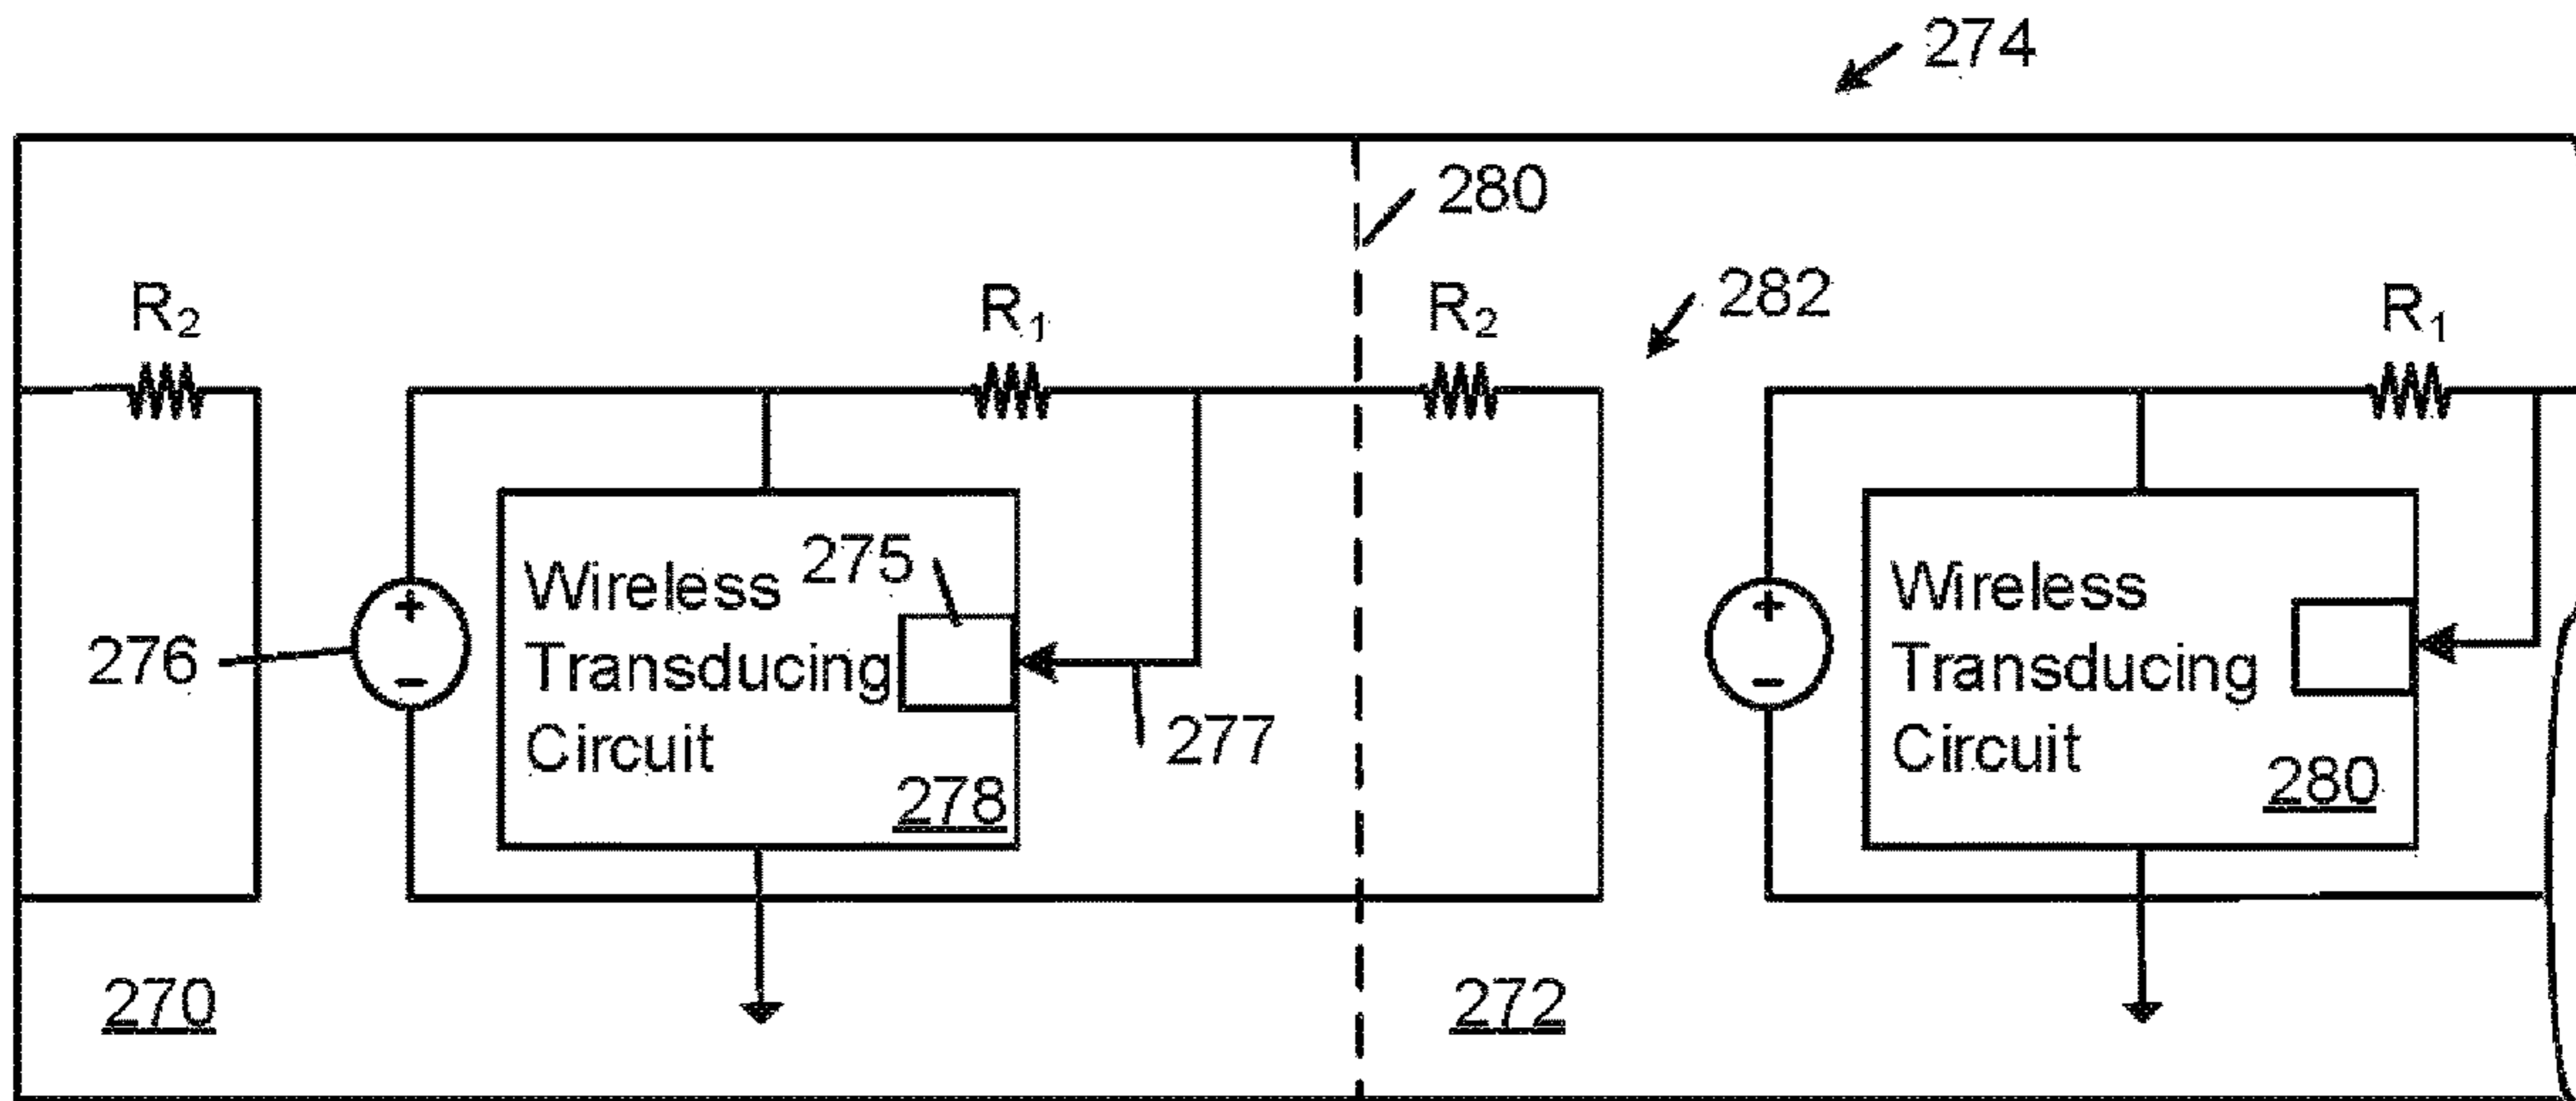 274
280
282
R2
R1
R2
R1
Wireless
Transducing
Circuit
275
276
277
278
Wireless
Transducing
Circuit
280
270
272